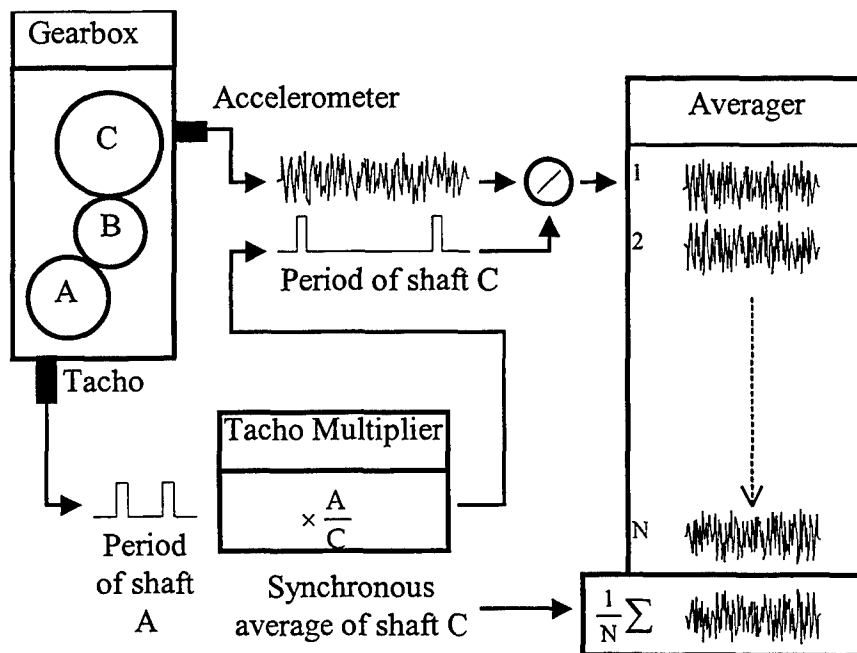 Gearbox
C
B
A
Accelerometer
Period of shaft C
Tacho
Tacho Multiplier
× A/C
Period
of shaft
A
Averager
1
2
N
Synchronous
average of shaft C
1/N ∑